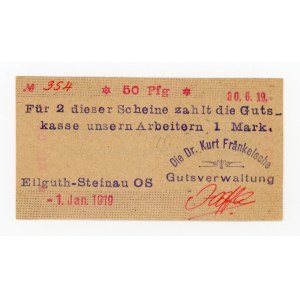 № 354 * 50 Pfg * 30. 6. 19.
Für 2 dieser Scheine zahlt die Guts-
kasse unsern Arbeitern 1 Mark.
Die Dr. Kurt Fränkelsche
Ellguth-Steinau OS Gutsverwaltung
- 1. Jan. 1919